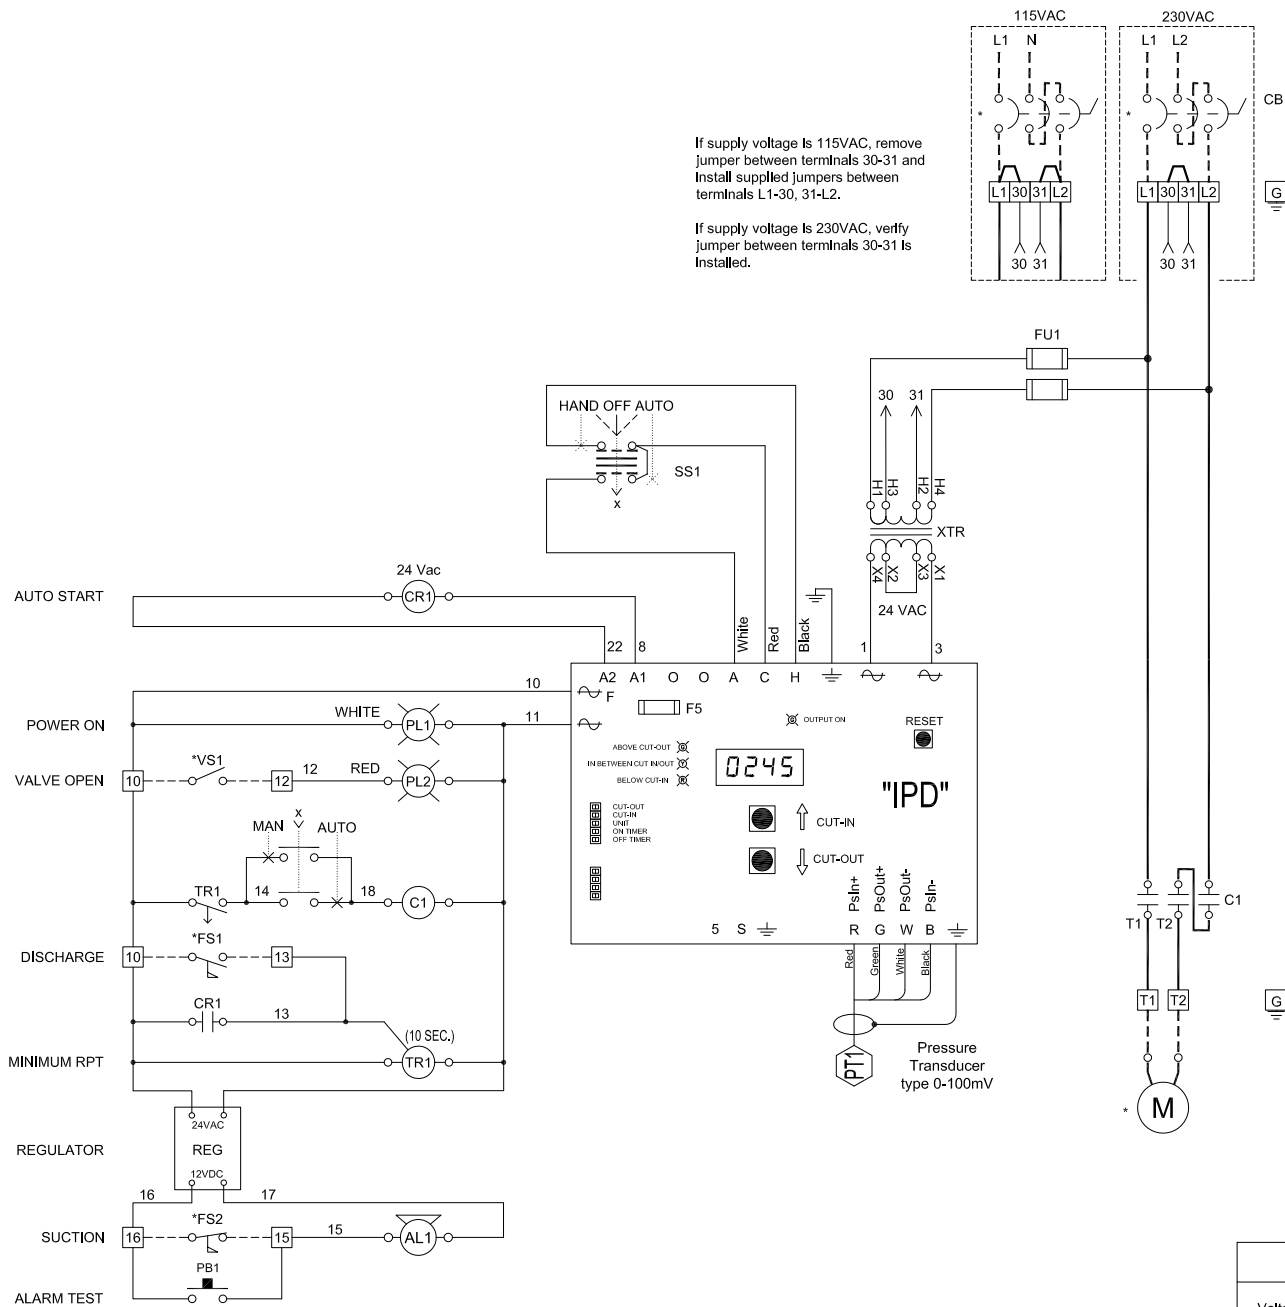 115VAC 230VAC
L1 N L1 L2
CB
* *
If supply voltage is 115VAC, remove
jumper between terminals 30-31 and
install supplied jumpers between
terminals L1-30, 31-L2.
L1 30 31 L2 L1 30 31 L2 G
If supply voltage is 230VAC, verify
jumper between terminals 30-31 is
installed.
30 31 30 31
FU1
HAND OFF AUTO
30 31
SS1
x
H1 H3 H2 H4
XTR
X4 X2 X3 X1
24 VAC
24 Vac
AUTO START
CR1
White Red Black
22 8 1 3
A2 A1 O O A C H
10
F
F5
OUTPUT ON
G
RESET
11
POWER ON
WHITE
PL1
ABOVE CUT-OUT G
IN BETWEEN CUT IN/OUT Y
BELOW CUT-IN R
0245
"IPD"
VALVE OPEN
10
*VS1
12
12
RED
PL2
CUT-OUT
CUT-IN
UNIT
ON TIMER
OFF TIMER
CUT-IN
CUT-OUT
x
MAN AUTO
TR1
14 18
C1
PsIn+ PsOut+ PsOut- PsIn-
5 S R G W B
C1
T1 T2
DISCHARGE
10
*FS1
13
Red Green White Black
CR1
13
T1 T2 G
(10 SEC.)
MINIMUM RPT
TR1
PT1
Pressure
Transducer
type 0-100mV
* M
24VAC
REGULATOR
REG
12VDC
16 17
SUCTION
16
*FS2
15
15
AL1
PB1
ALARM TEST